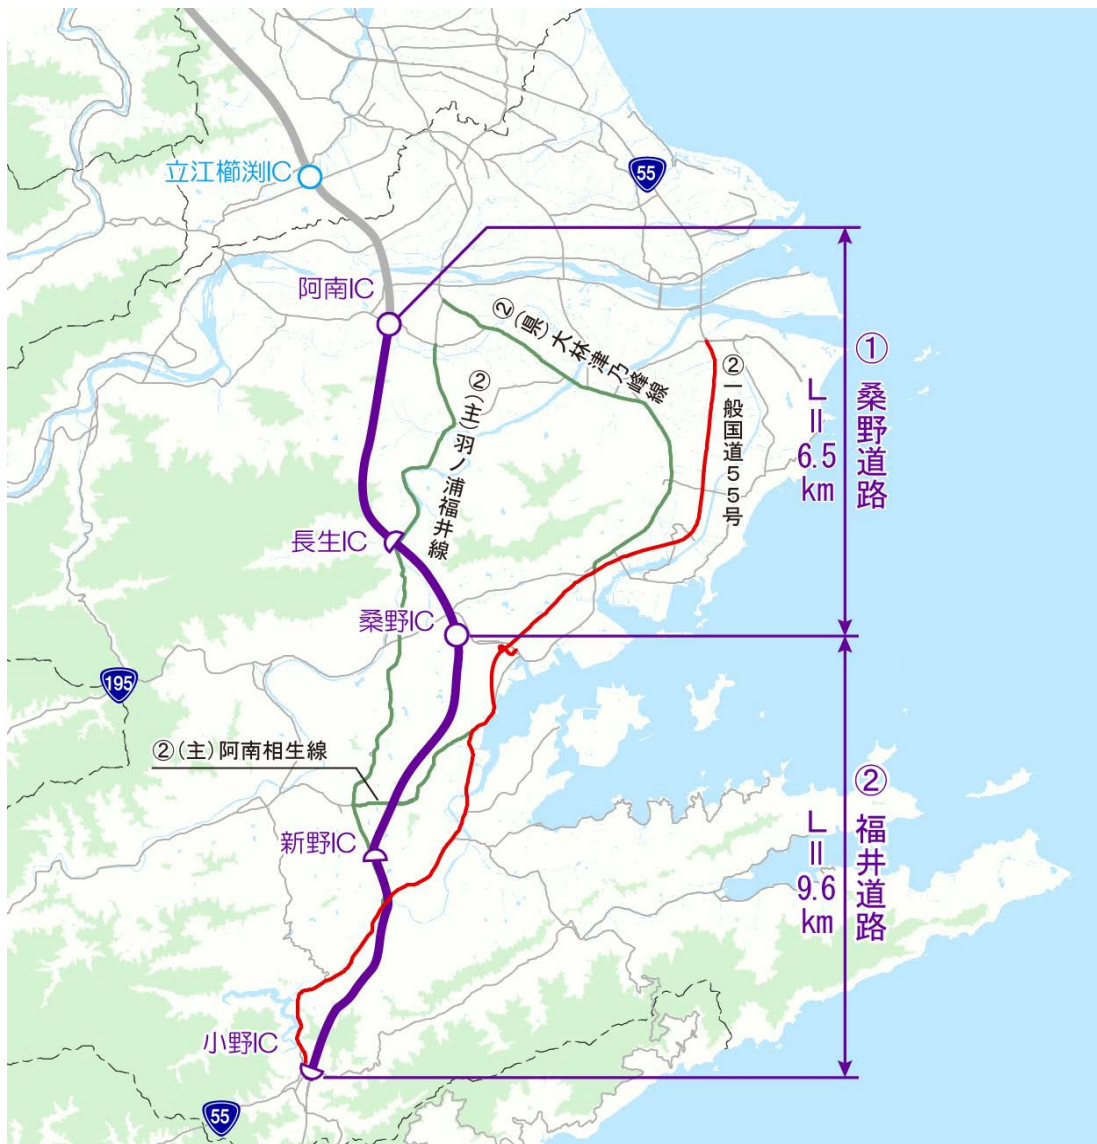 立江櫛渕IC
55
阿南IC
②(県)大林津乃峰線
②(主)羽ノ浦福井線
②一般国道55号
① 桑野道路
L=6.5km
長生IC
桑野IC
195
②(主)阿南相生線
新野IC
② 福井道路
L=9.6km
小野IC
55